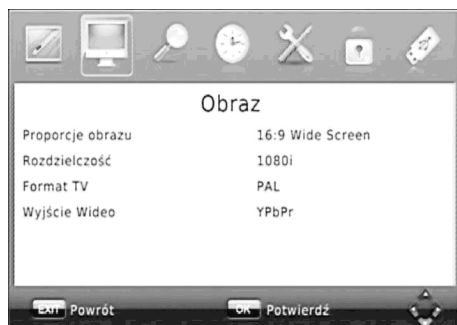 Obraz
Proporcje obrazu 16:9 Wide Screen
Rozdzielczość 1080i
Format TV PAL
Wyjście Wideo YPbPr
EXIT Powrót OK Potwierdź